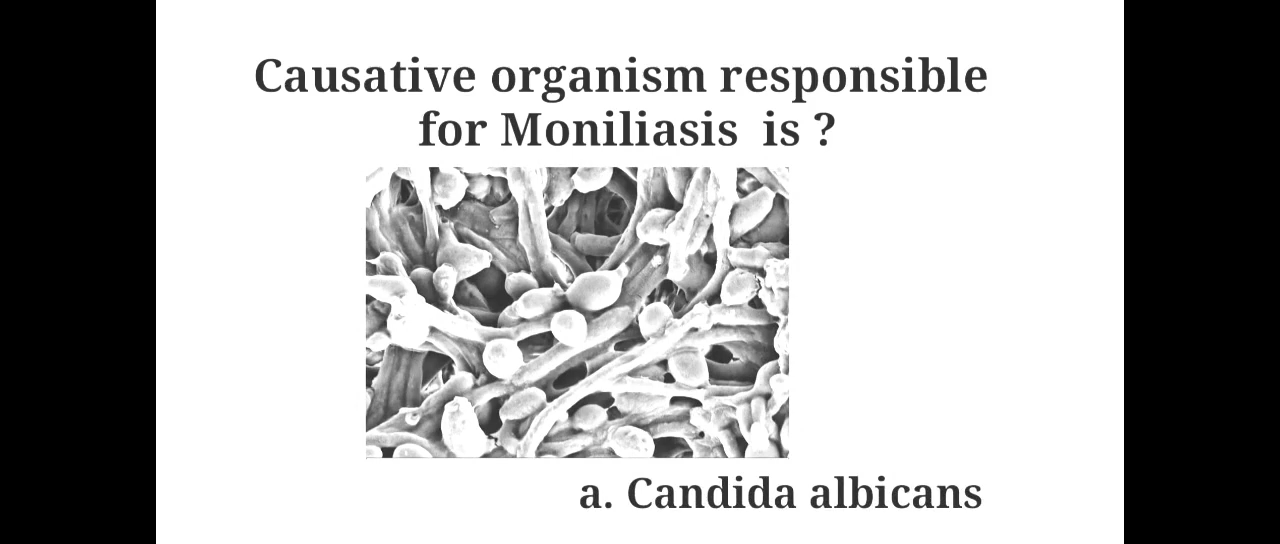 Causative organism responsible
for Moniliasis is ?
a. Candida albicans